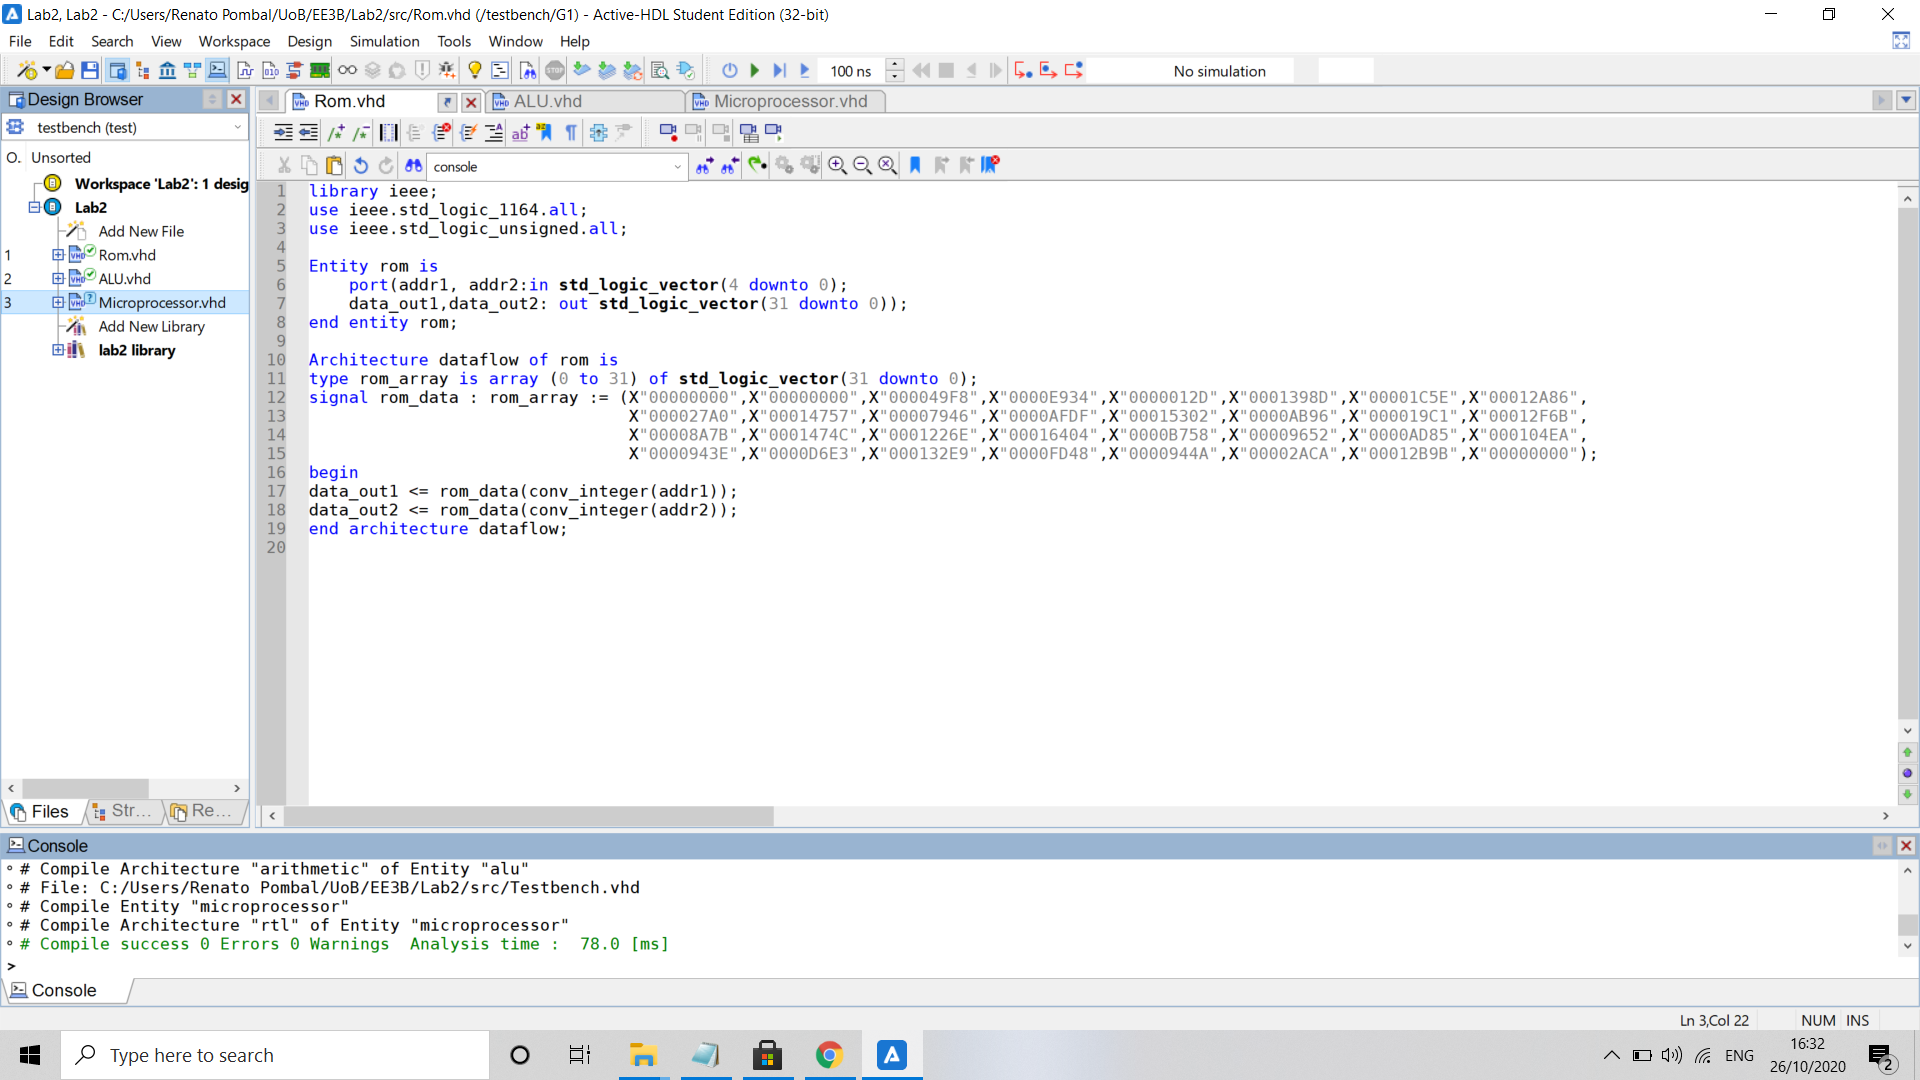 Lab2, Lab2 - C:/Users/Renato Pombal/UoB/EE3B/Lab2/src/Rom.vhd (/testbench/G1) - Active-HDL Student Edition (32-bit)
File Edit Search View Workspace Design Simulation Tools Window Help
100 ns
No simulation
Design Browser
Rom.vhd
ALU.vhd
Microprocessor.vhd
testbench (test)
O. Unsorted
console
Workspace 'Lab2': 1 desig
Lab2
Add New File
1 Rom.vhd
2 ALU.vhd
3 Microprocessor.vhd
Add New Library
lab2 library
Files
Str...
Re...
1 library ieee;
2 use ieee.std_logic_1164.all;
3 use ieee.std_logic_unsigned.all;
4
5 Entity rom is
6 port(addr1, addr2:in std_logic_vector(4 downto 0);
7 data_out1,data_out2: out std_logic_vector(31 downto 0));
8 end entity rom;
9
10 Architecture dataflow of rom is
11 type rom_array is array (0 to 31) of std_logic_vector(31 downto 0);
12 signal rom_data : rom_array := (X"00000000",X"00000000",X"000049F8",X"0000E934",X"0000012D",X"0001398D",X"00001C5E",X"00012A86",
13 X"000027A0",X"00014757",X"00007946",X"0000AFDF",X"00015302",X"0000AB96",X"000019C1",X"00012F6B",
14 X"00008A7B",X"0001474C",X"0001226E",X"00016404",X"0000B758",X"00009652",X"0000AD85",X"000104EA",
15 X"0000943E",X"0000D6E3",X"000132E9",X"0000FD48",X"0000944A",X"00002ACA",X"00012B9B",X"00000000");
16 begin
17 data_out1 <= rom_data(conv_integer(addr1));
18 data_out2 <= rom_data(conv_integer(addr2));
19 end architecture dataflow;
20
Console
# Compile Architecture "arithmetic" of Entity "alu"
# File: C:/Users/Renato Pombal/UoB/EE3B/Lab2/src/Testbench.vhd
# Compile Entity "microprocessor"
# Compile Architecture "rtl" of Entity "microprocessor"
# Compile success 0 Errors 0 Warnings  Analysis time :  78.0 [ms]
>
Console
Ln 3,Col 22 NUM INS
Type here to search
ENG
16:32
26/10/2020
2